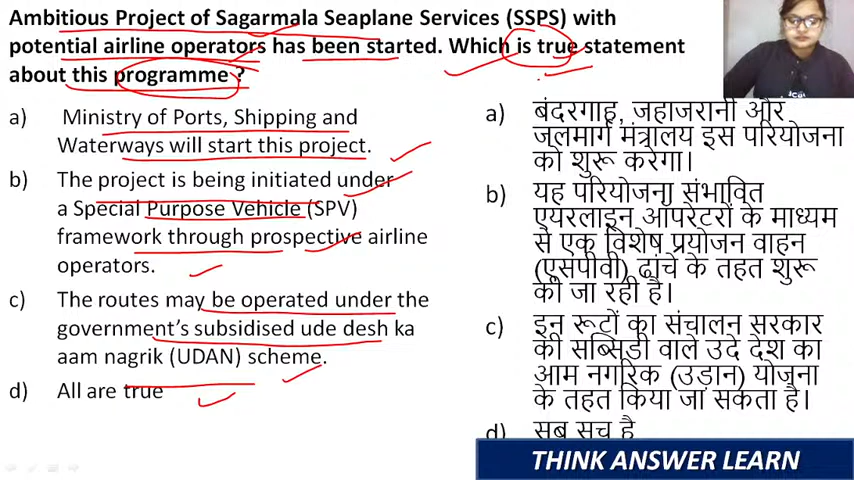 Ambitious Project of Sagarmala Seaplane Services (SSPS) with
potential airline operators has been started. Which is true statement
about this programme ?
a) Ministry of Ports, Shipping and
Waterways will start this project.
b) The project is being initiated under
a Special Purpose Vehicle (SPV)
framework through prospective airline
operators.
c) The routes may be operated under the
government's subsidised ude desh ka
aam nagrik (UDAN) scheme.
d) All are true
a) बंदरगाह, जहाजरानी और
जलमार्ग मंत्रालय इस परियोजना
को शुरू करेगा।
b) यह परियोजना संभावित
एयरलाइन ऑपरेटरों के माध्यम
से एक विशेष प्रयोजन वाहन
(एसपीवी) ढांचे के तहत शुरू
की जा रही है।
c) इन रूटों का संचालन सरकार
की सब्सिडी वाले उदे देश का
आम नगरिक (उड़ान) योजना
के तहत किया जा सकता है।
d) सब सच है
THINK ANSWER LEARN